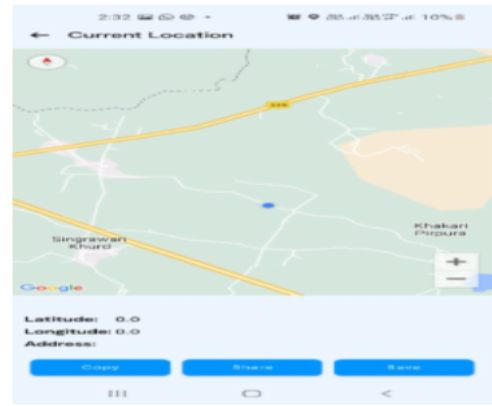 2:32
10%
Current Location
Singrawan
Khurd
Khakari
Pirpura
+
−
Google
Latitude: 0.0
Longitude: 0.0
Address:
Copy Share Save